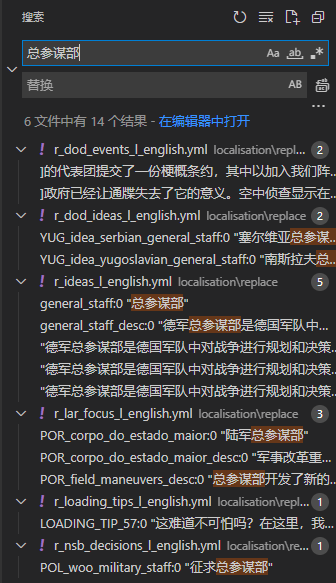 搜索
总参谋部
Aa
ab
*
替换
AB
...
6 文件中有 14 个结果 - 在编辑器中打开
! r_dod_events_l_english.yml localisation\repl... 2
]的代表团提交了一份梗概条约，其中以加入我们阵...
]政府已经让通牒失去了它的意义。空中侦查显示在...
! r_dod_ideas_l_english.yml localisation\replace 2
YUG_idea_serbian_general_staff:0 "塞尔维亚总参谋...
YUG_idea_yugoslavian_general_staff:0 "南斯拉夫总...
! r_ideas_l_english.yml localisation\replace 5
general_staff:0 "总参谋部"
general_staff_desc:0 "德军总参谋部是德国军队中...
"德军总参谋部是德国军队中对战争进行规划和决策...
"德军总参谋部是德国军队中对战争进行规划和决策...
"德军总参谋部是德国军队中对战争进行规划和决策...
! r_lar_focus_l_english.yml localisation\replace 3
POR_corpo_do_estado_maior:0 "陆军总参谋部"
POR_corpo_do_estado_maior_desc:0 "军事改革重...
POR_field_maneuvers_desc:0 "总参谋部开发了新的...
! r_loading_tips_l_english.yml localisation\repl... 1
LOADING_TIP_57:0 "这难道不可怕吗？在这里，我...
! r_nsb_decisions_l_english.yml localisation\re... 1
POL_woo_military_staff:0 "征求总参谋部"